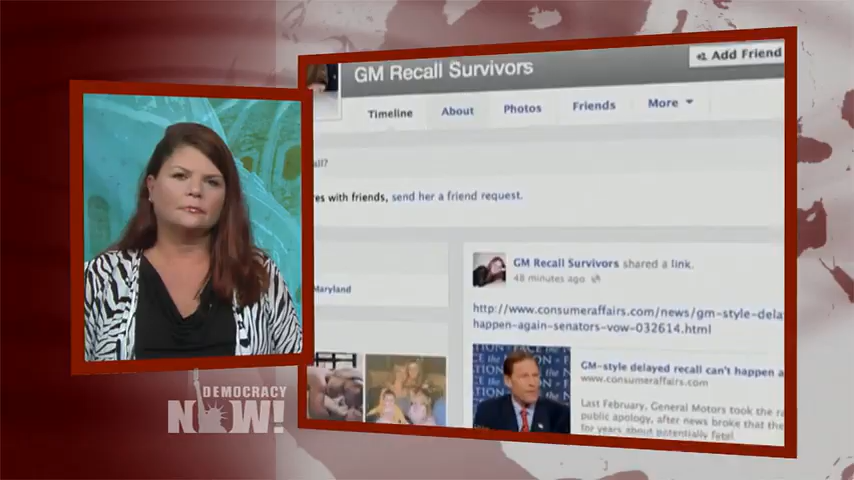 GM Recall Survivors
Add Friend
Timeline About Photos Friends More
all?
res with friends, send her a friend request.
GM Recall Survivors shared a link.
48 minutes ago
Maryland
http://www.consumeraffairs.com/news/gm-style-dela
happen-again-senators-vow-032614.html
FACE the NATION
GM-style delayed recall can't happen a
www.consumeraffairs.com
Last February, General Motors took the ra
public apology, after news broke that the
for years about potentially fatal
DEMOCRACY
NOW!